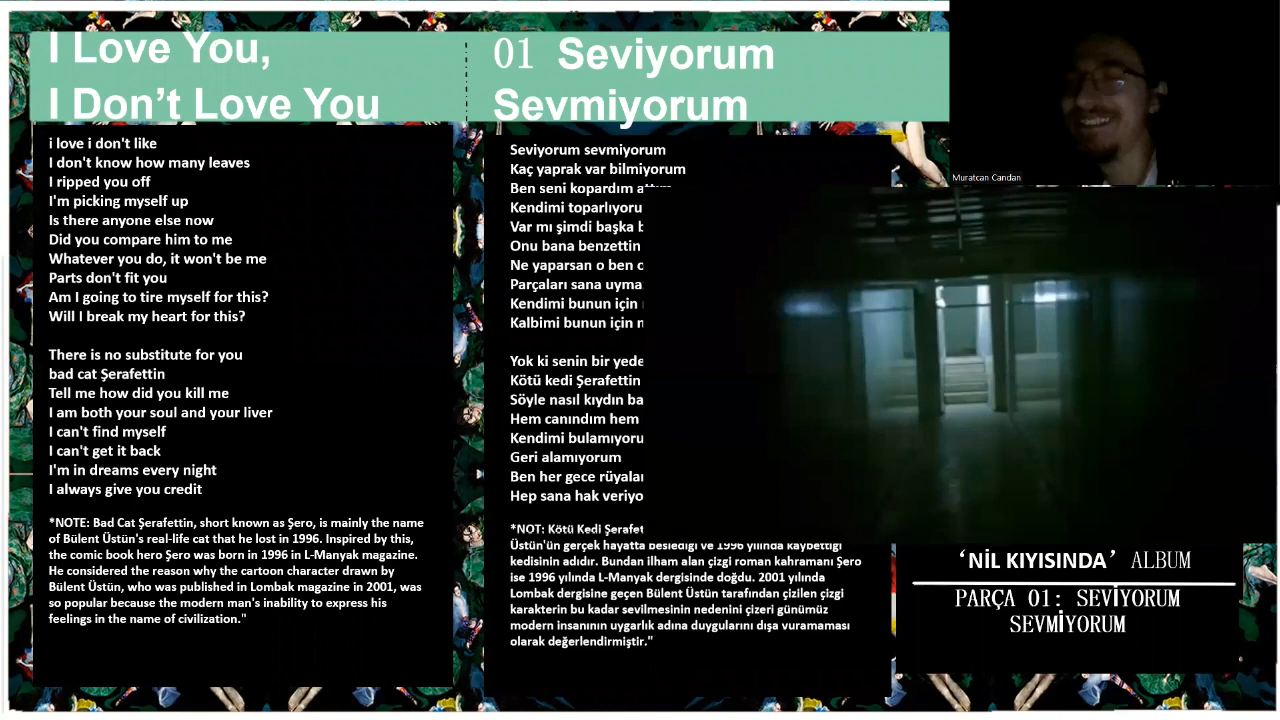 I Love You,
I Don't Love You
i love i don't like
I don't know how many leaves
I ripped you off
I'm picking myself up
Is there anyone else now
Did you compare him to me
Whatever you do, it won't be me
Parts don't fit you
Am I going to tire myself for this?
Will I break my heart for this?
There is no substitute for you
bad cat Şerafettin
Tell me how did you kill me
I am both your soul and your liver
I can't find myself
I can't get it back
I'm in dreams every night
I always give you credit
*NOTE: Bad Cat Şerafettin, short known as Şero, is mainly the name
of Bülent Üstün's real-life cat that he lost in 1996. Inspired by this,
the comic book hero Şero was born in 1996 in L-Manyak magazine.
He considered the reason why the cartoon character drawn by
Bülent Üstün, who was published in Lombak magazine in 2001, was
so popular because the modern man's inability to express his
feelings in the name of civilization."
01 Seviyorum
Sevmiyorum
Seviyorum sevmiyorum
Kaç yaprak var bilmiyorum
Ben seni kopardım attım
Kendimi toparlıyoru
Var mı şimdi başka b
Onu bana benzettin
Ne yaparsan o ben o
Parçaları sana uyma
Kendimi bunun için
Kalbimi bunun için
Yok ki senin bir yede
Kötü kedi Şerafettin
Söyle nasıl kıydın ba
Hem canındım hem
Kendimi bulamıyoru
Geri alamıyorum
Ben her gece rüyala
Hep sana hak veriyo
*NOT: Kötü Kedi Şerafet
Üstün'ün gerçek hayatta beslediği ve 1996 yılında kaybettiği
kedisinin adıdır. Bundan ilham alan çizgi roman kahramanı Şero
ise 1996 yılında L-Manyak dergisinde doğdu. 2001 yılında
Lombak dergisine geçen Bülent Üstün tarafından çizilen çizgi
karakterin bu kadar sevilmesinin nedenini çizeri günümüz
modern insanının uygarlık adına duygularını dışa vuramaması
olarak değerlendirmiştir."
Muratcan Candan
'NİL KIYISINDA' ALBUM
PARÇA 01: SEVİYORUM
SEVMİYORUM